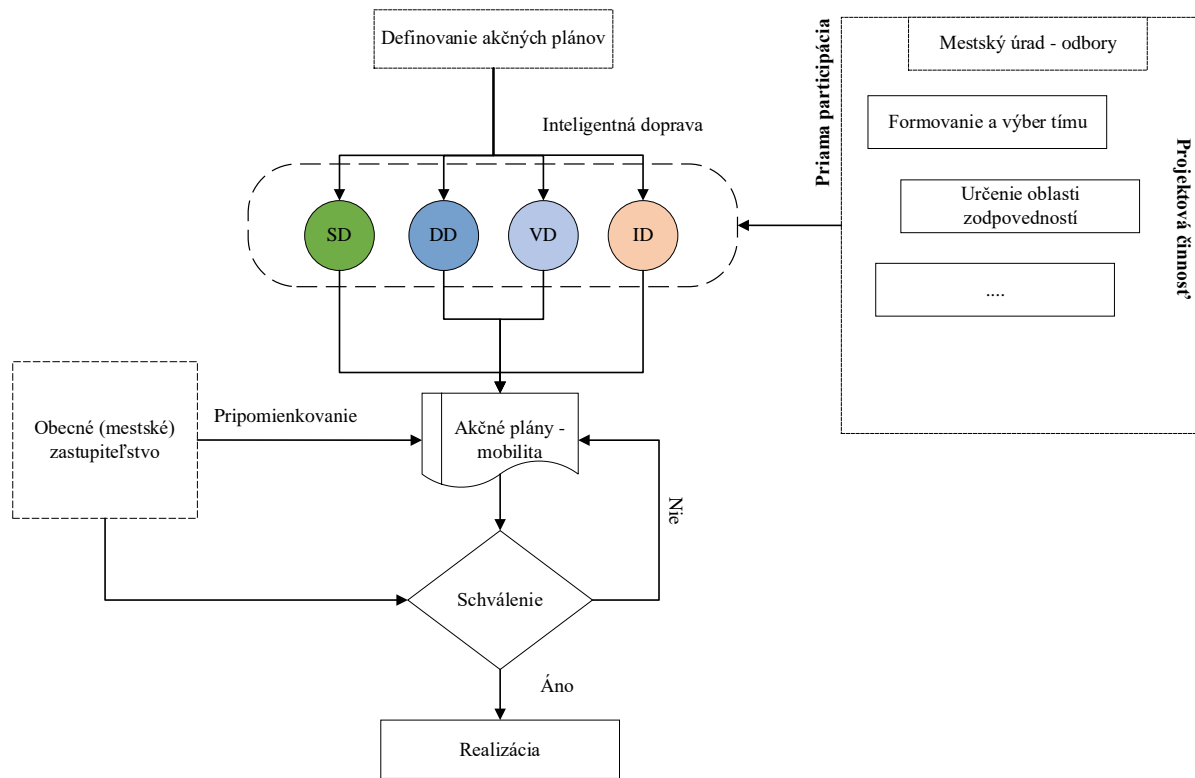 Definovanie akčných plánov
Inteligentná doprava
SD
DD
VD
ID
Priama participácia
Mestský úrad - odbory
Formovanie a výber tímu
Určenie oblasti
zodpovedností
....
Projektová činnosť
Obecné (mestské)
zastupiteľstvo
Pripomienkovanie
Akčné plány -
mobilita
Nie
Schválenie
Áno
Realizácia